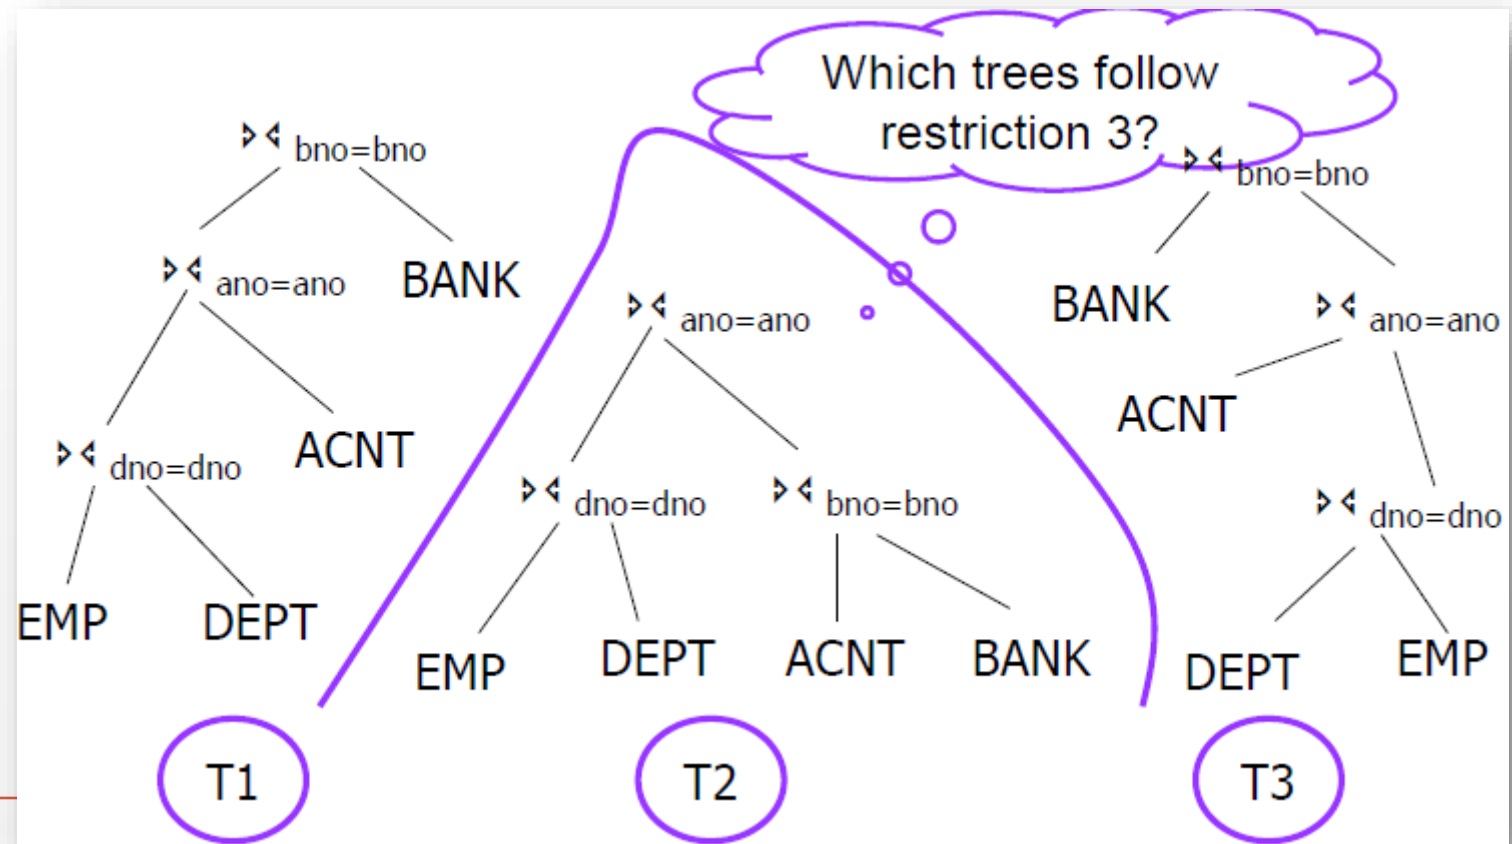 Which trees follow
restriction 3?
⋈ bno=bno
⋈ ano=ano
BANK
⋈ dno=dno
ACNT
EMP
DEPT
T1
⋈ ano=ano
⋈ dno=dno
⋈ bno=bno
EMP
DEPT
ACNT
BANK
T2
⋈ bno=bno
BANK
⋈ ano=ano
ACNT
⋈ dno=dno
DEPT
EMP
T3